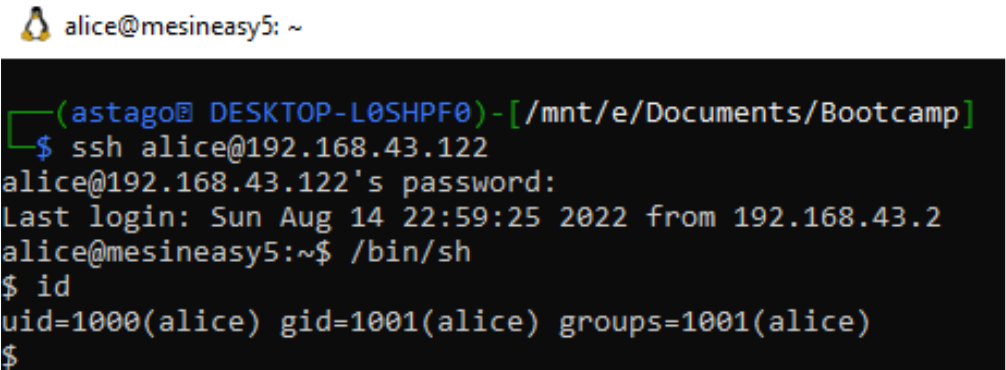 alice@mesineasy5: ~
┌──(astago⍰ DESKTOP-L0SHPF0)-[/mnt/e/Documents/Bootcamp]
└─$ ssh alice@192.168.43.122
alice@192.168.43.122's password:
Last login: Sun Aug 14 22:59:25 2022 from 192.168.43.2
alice@mesineasy5:~$ /bin/sh
$ id
uid=1000(alice) gid=1001(alice) groups=1001(alice)
$